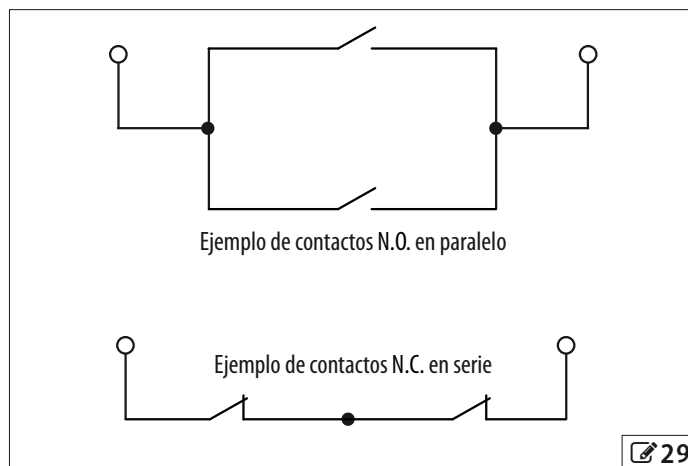 Ejemplo de contactos N.O. en paralelo
Ejemplo de contactos N.C. en serie
29